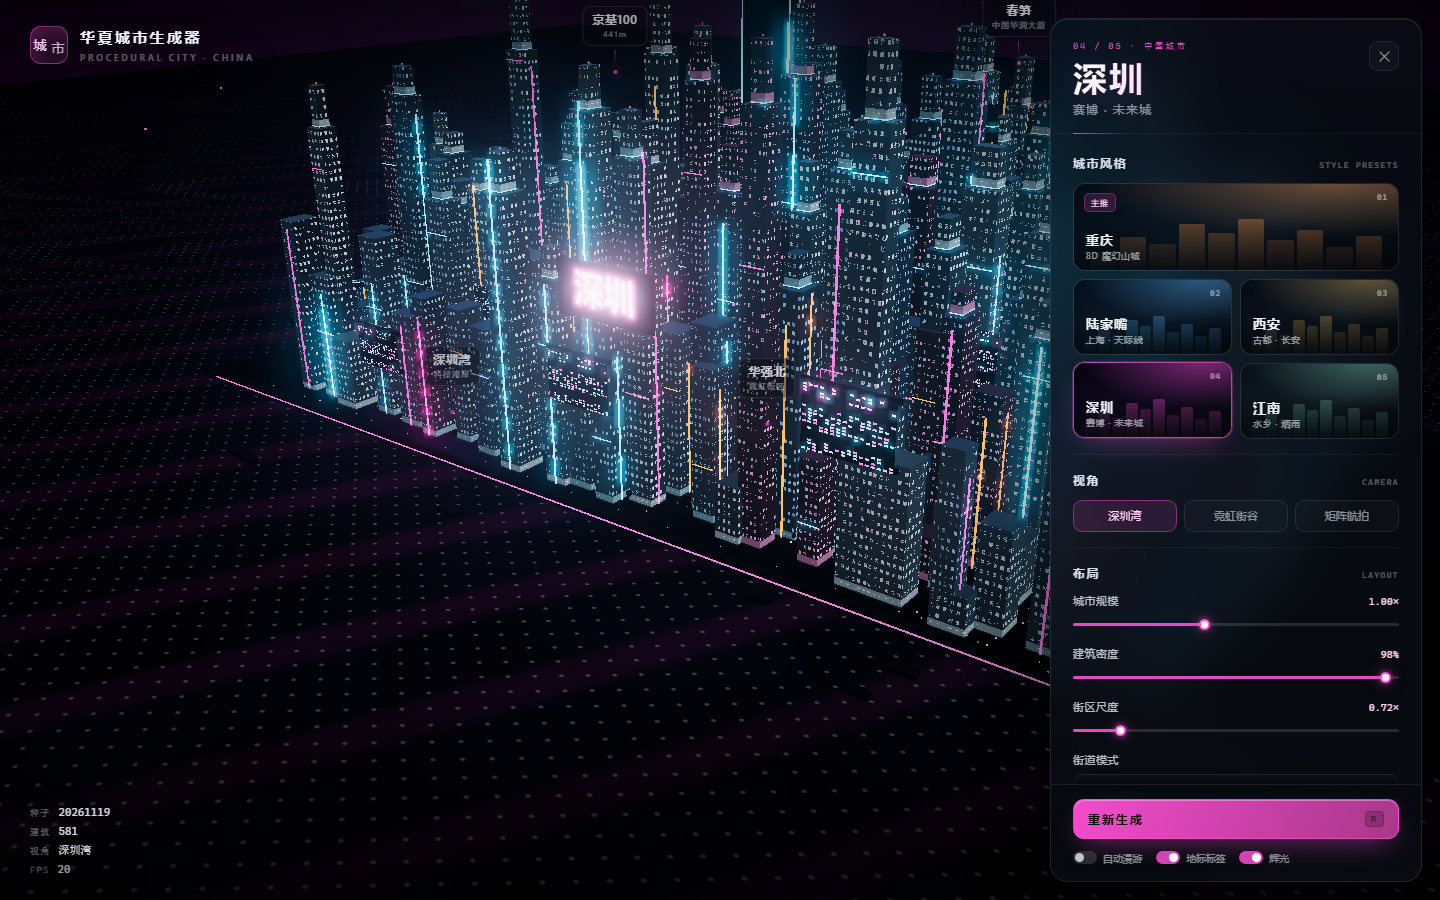 城市
华夏城市生成器
PROCEDURAL CITY · CHINA
京基100
441m
春笋
中国华润大厦
深圳
深圳湾
华强北
04 / 05 · 中国城市
深圳
赛博 · 未来城
城市风格
STYLE PRESETS
主推
01
重庆
8D 魔幻山城
02
陆家嘴
上海 · 天际线
03
西安
古都 · 长安
04
深圳
赛博 · 未来城
05
江南
水乡 · 烟雨
视角
CAMERA
深圳湾
霓虹街谷
矩阵航拍
布局
LAYOUT
城市规模
1.00×
建筑密度
98%
街区尺度
0.72×
街道模式
重新生成
R
自动漫游
地标标签
辉光
种子 20261119
建筑 581
视角 深圳湾
FPS 20